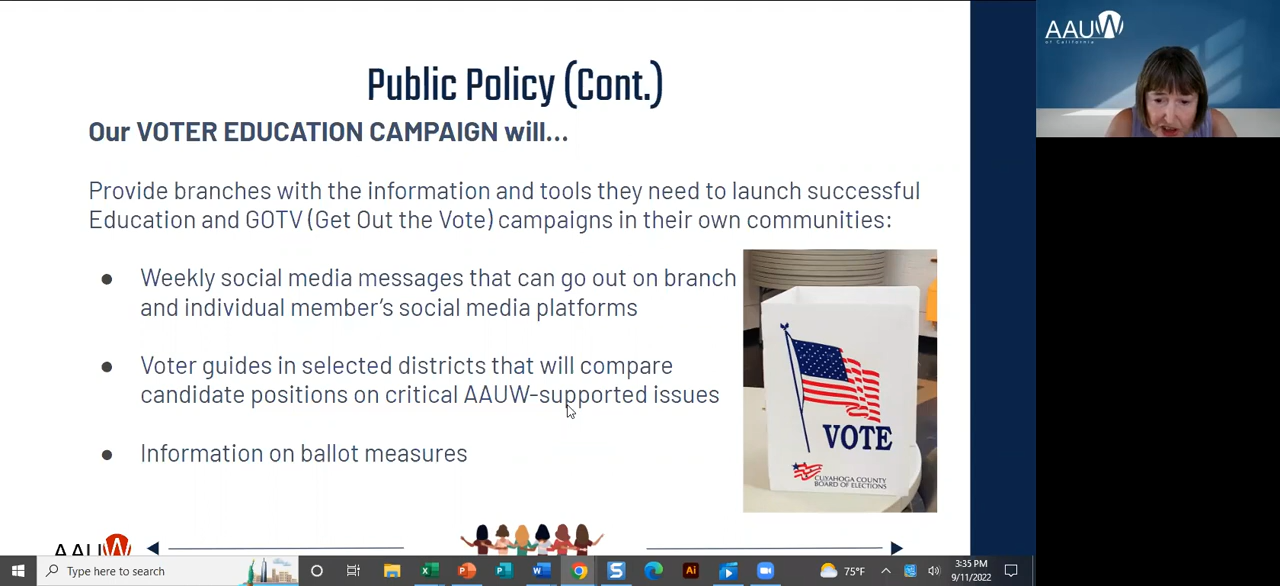 Public Policy (Cont.)
Our VOTER EDUCATION CAMPAIGN will...
Provide branches with the information and tools they need to launch successful
Education and GOTV (Get Out the Vote) campaigns in their own communities:
● Weekly social media messages that can go out on branch
and individual member's social media platforms
● Voter guides in selected districts that will compare
candidate positions on critical AAUW-supported issues
● Information on ballot measures
VOTE
CUYAHOGA COUNTY
BOARD OF ELECTIONS
AAUW
AAUW
of California
Type here to search
Ai
75°F
3:35 PM
9/11/2022